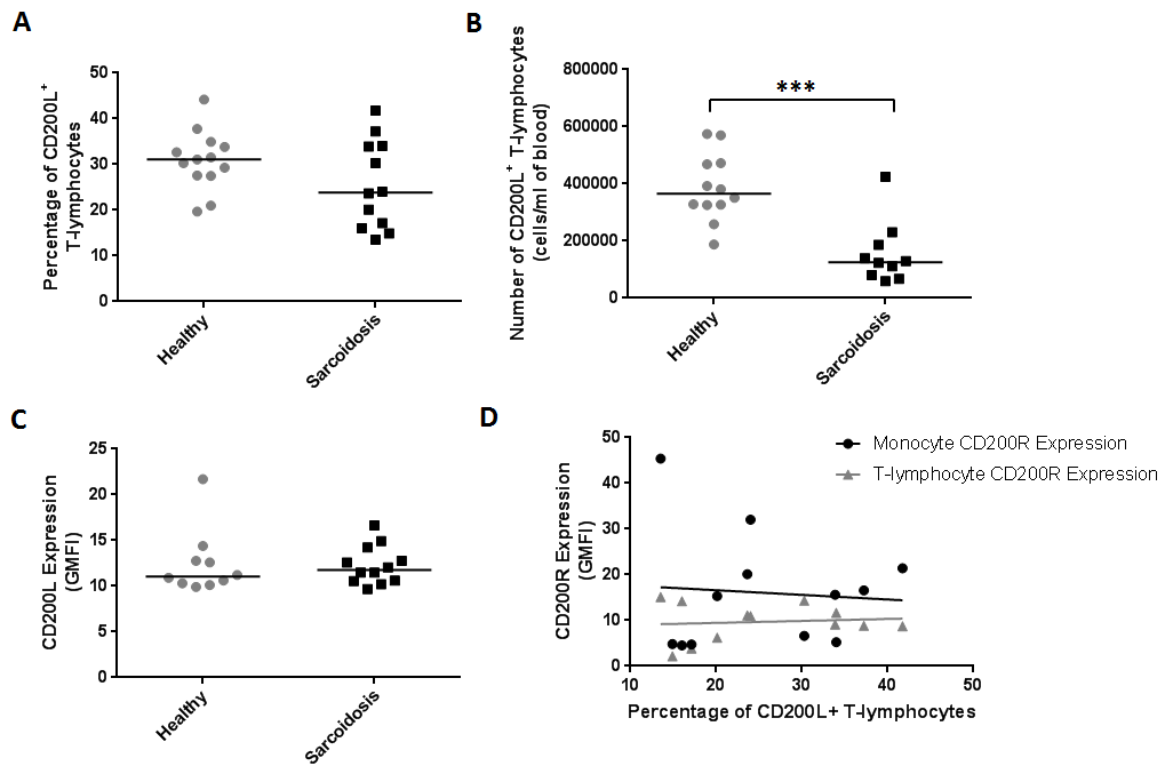 A
Percentage of CD200L+
T-lymphocytes
50
40
30
20
10
0
Healthy
Sarcoidosis
B
Number of CD200L+ T-lymphocytes
(cells/ml of blood)
800000
600000
400000
200000
0
***
Healthy
Sarcoidosis
C
CD200L Expression
(GMFI)
25
20
15
10
5
0
Healthy
Sarcoidosis
D
CD200R Expression
(GMFI)
50
40
30
20
10
0
10 20 30 40 50
Percentage of CD200L+ T-lymphocytes
Monocyte CD200R Expression
T-lymphocyte CD200R Expression